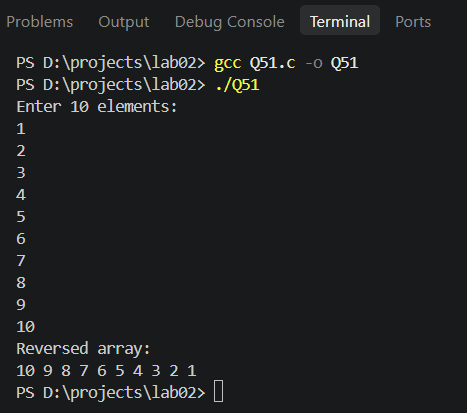 Problems Output Debug Console Terminal Ports
PS D:\projects\lab02> gcc Q51.c -o Q51
PS D:\projects\lab02> ./Q51
Enter 10 elements:
1
2
3
4
5
6
7
8
9
10
Reversed array:
10 9 8 7 6 5 4 3 2 1
PS D:\projects\lab02>